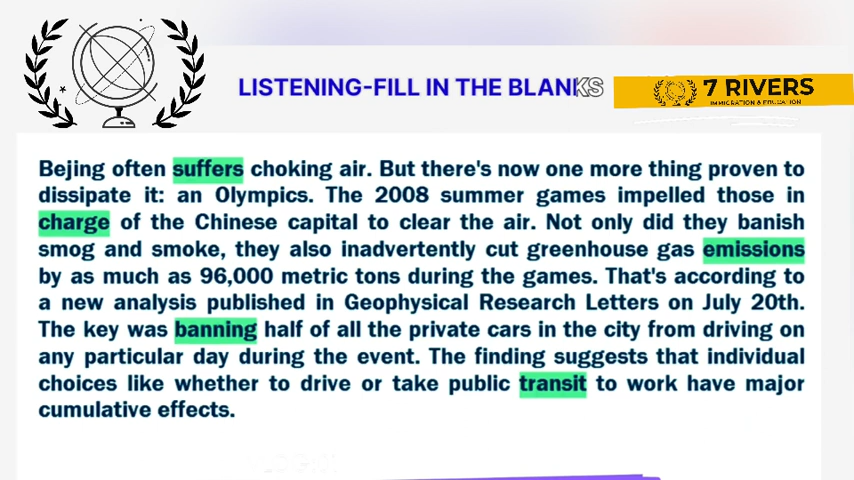 LISTENING-FILL IN THE BLANKS
7 RIVERS
IMMIGRATION & EDUCATION
Bejing often suffers choking air. But there's now one more thing proven to
dissipate it: an Olympics. The 2008 summer games impelled those in
charge of the Chinese capital to clear the air. Not only did they banish
smog and smoke, they also inadvertently cut greenhouse gas emissions
by as much as 96,000 metric tons during the games. That's according to
a new analysis published in Geophysical Research Letters on July 20th.
The key was banning half of all the private cars in the city from driving on
any particular day during the event. The finding suggests that individual
choices like whether to drive or take public transit to work have major
cumulative effects.